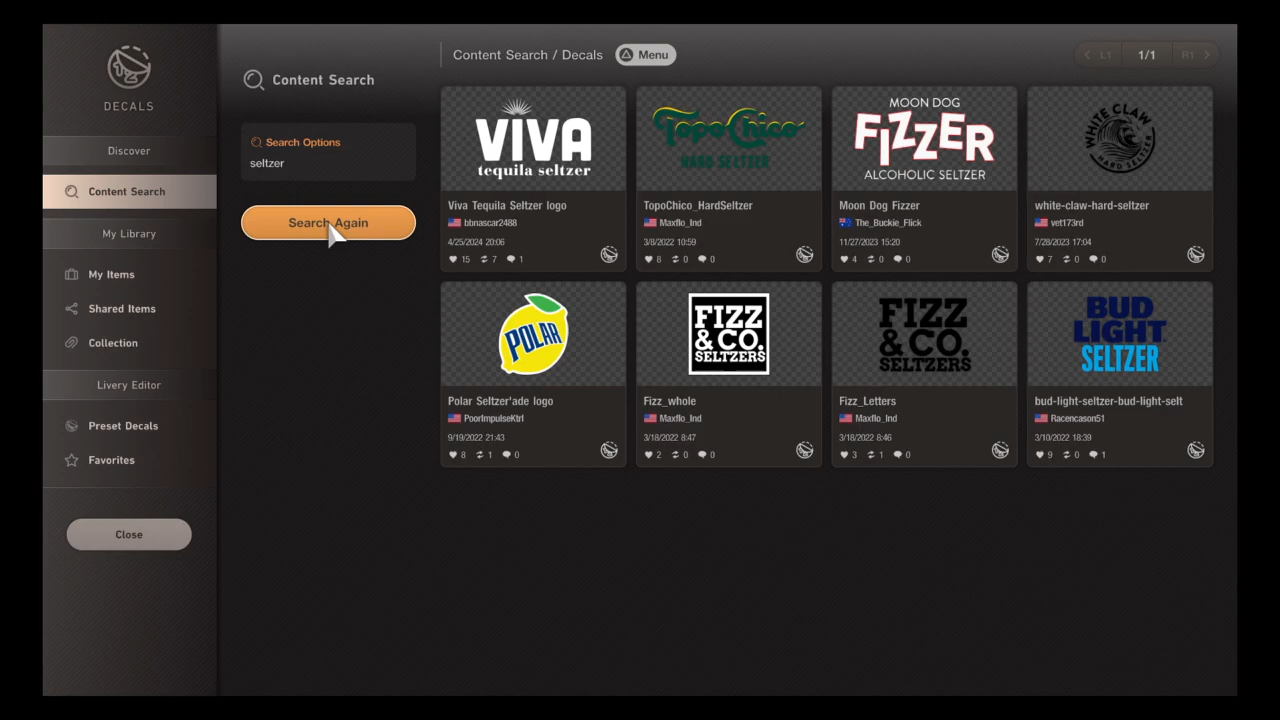 DECALS
Discover
Content Search
My Library
My Items
Shared Items
Collection
Livery Editor
Preset Decals
Favorites
Close
Content Search
Search Options
seltzer
Search Again
Content Search / Decals
Menu
L1
1/1
R1
VIVA
tequila seltzer
Viva Tequila Seltzer logo
bbnascar2488
4/25/2024 20:06
15 7 1
Topo Chico
HARD SELTZER
TopoChico_HardSeltzer
Maxflo_Ind
3/8/2022 10:59
8 0 0
MOON DOG
FIZZER
ALCOHOLIC SELTZER
Moon Dog Fizzer
The_Buckie_Flick
11/27/2023 15:20
4 0 0
WHITE CLAW
HARD SELTZER
white-claw-hard-seltzer
vet173rd
7/28/2023 17:04
7 0 0
POLAR
Polar Seltzer'ade logo
PoorImpulseKtrl
9/19/2022 21:43
8 1 0
FIZZ
& CO.
SELTZERS
Fizz_whole
Maxflo_Ind
3/18/2022 8:47
2 0 0
FIZZ
& CO.
SELTZERS
Fizz_Letters
Maxflo_Ind
3/18/2022 8:46
3 1 0
BUD
LIGHT
SELTZER
bud-light-seltzer-bud-light-selt
Racencason51
3/10/2022 18:39
9 0 1